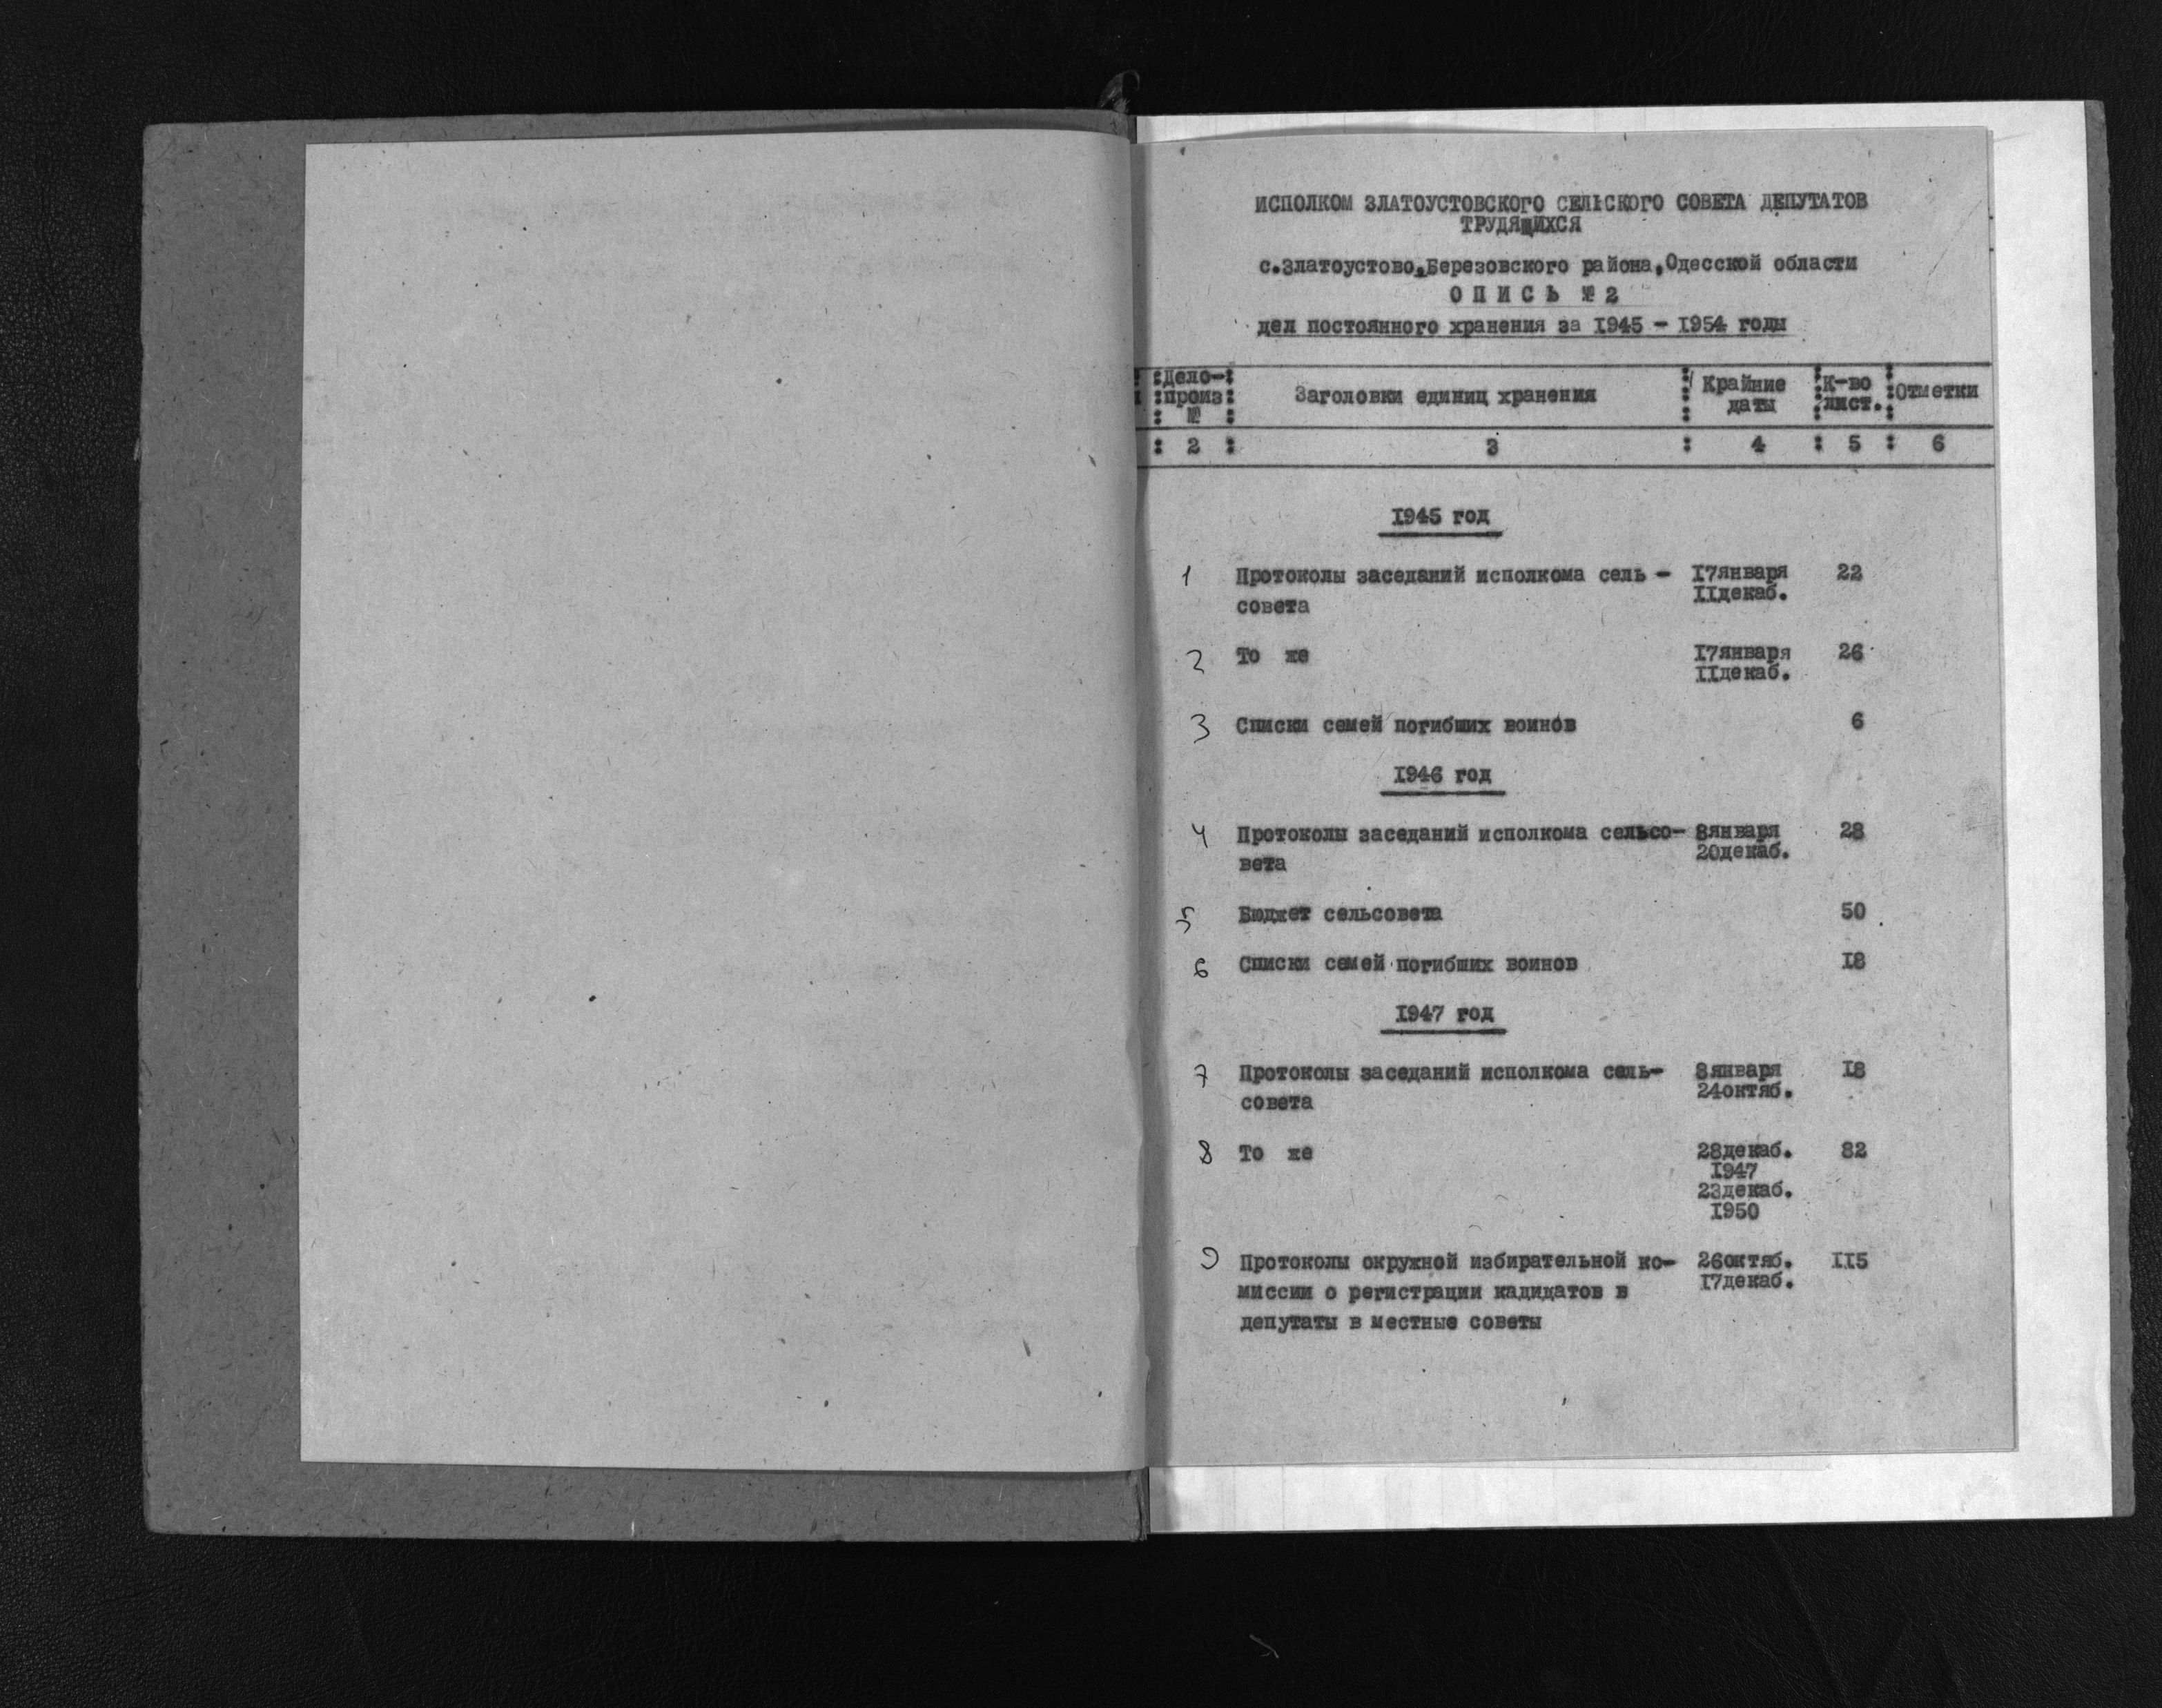 ИСПОЛКОМ ЗЛАТОУСТОВСКОГО СЕЛЬСКОГО СОВЕТА ДЕПУТАТОВ
ТРУДЯЩИХСЯ
с.Златоустово,Березовского района,Одесской области
О П И С Ь № 2
дел постоянного хранения за 1945 - 1954 годы
:Дело-: Заголовки единиц хранения : Крайние :К-во :Отметки
:произ: : даты :лист.:
: № :
: 2 : 3 : 4 : 5 : 6
1945 год
1 Протоколы заседаний исполкома сель - 17января 22
совета 11декаб.
2 То же 17января 26
11декаб.
3 Списки семей погибших воинов 6
1946 год
4 Протоколы заседаний исполкома сельсо- 8января 28
вета 20декаб.
5 Бюджет сельсовета 50
6 Списки семей погибших воинов 18
1947 год
7 Протоколы заседаний исполкома сель- 8января 18
совета 24октяб.
8 То же 28декаб. 82
1947
23декаб.
1950
9 Протоколы окружной избирательной ко- 26октяб. 115
миссии о регистрации кадидатов в 17декаб.
депутаты в местные советы